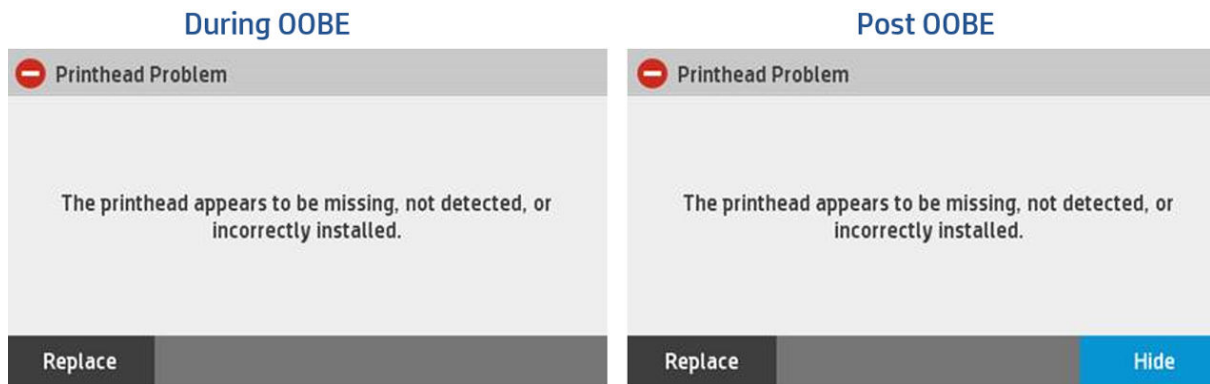 During OOBE
Printhead Problem
The printhead appears to be missing, not detected, or
incorrectly installed.
Replace
Post OOBE
Printhead Problem
The printhead appears to be missing, not detected, or
incorrectly installed.
Replace
Hide